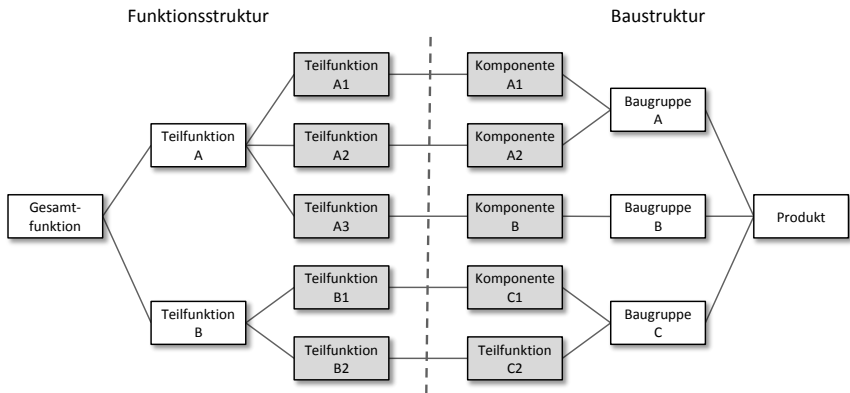 Funktionsstruktur
Baustruktur
Teilfunktion
A1
Komponente
A1
Teilfunktion
A
Teilfunktion
A2
Komponente
A2
Baugruppe
A
Gesamt-
funktion
Teilfunktion
A3
Komponente
B
Baugruppe
B
Produkt
Teilfunktion
B
Teilfunktion
B1
Komponente
C1
Baugruppe
C
Teilfunktion
B2
Teilfunktion
C2